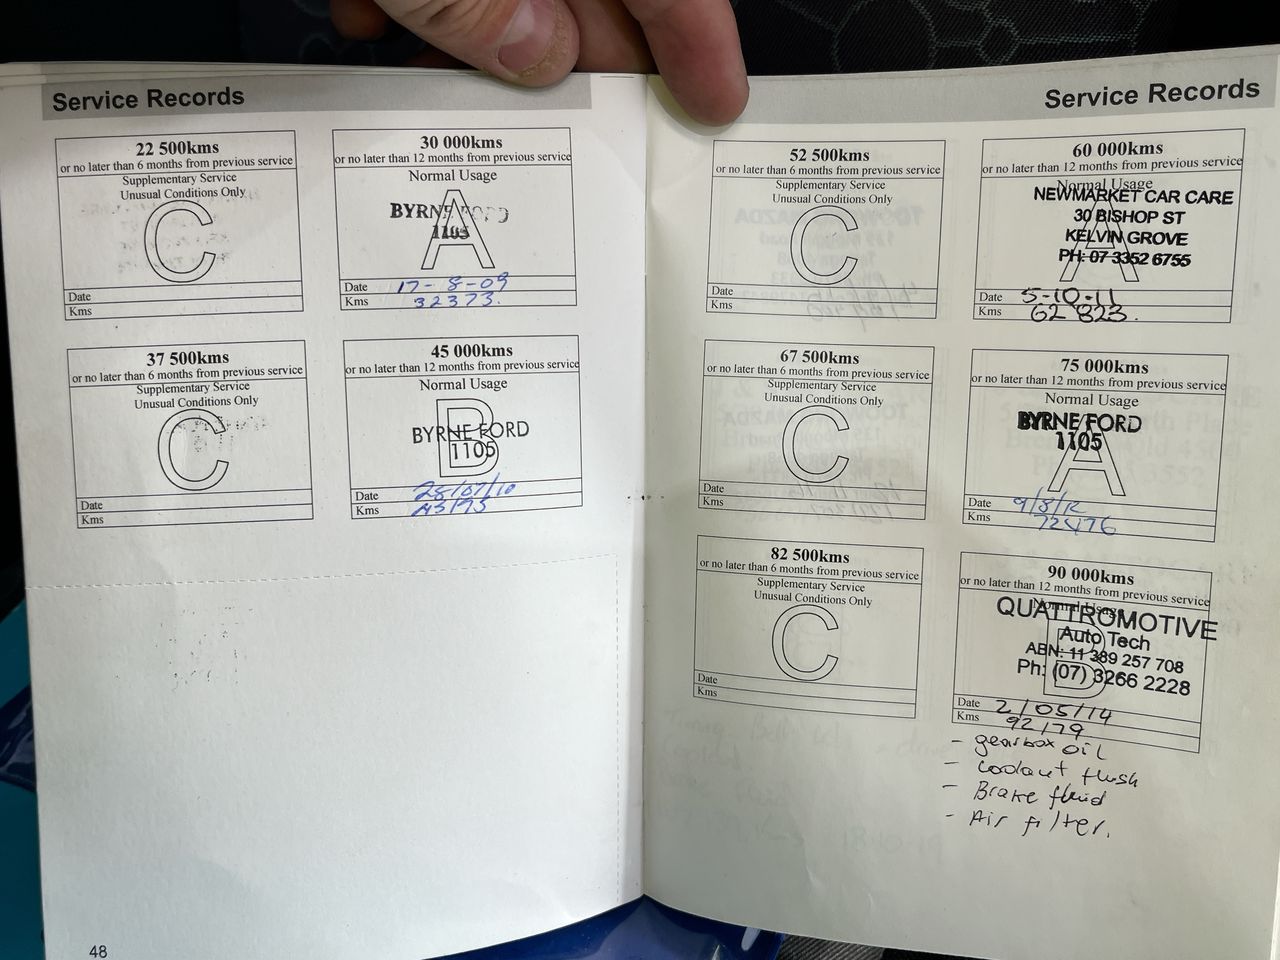 Service Records
22 500kms
or no later than 6 months from previous service
Supplementary Service
Unusual Conditions Only
C
Date
Kms
30 000kms
or no later than 12 months from previous service
Normal Usage
A
BYRNE FORD
1105
Date 17-8-09
Kms 32373.
37 500kms
or no later than 6 months from previous service
Supplementary Service
Unusual Conditions Only
C
Date
Kms
45 000kms
or no later than 12 months from previous service
Normal Usage
B
BYRNE FORD
1105
Date
Kms
48
Service Records
52 500kms
or no later than 6 months from previous service
Supplementary Service
Unusual Conditions Only
C
Date
Kms
60 000kms
or no later than 12 months from previous service
Normal Usage
A
NEWMARKET CAR CARE
30 BISHOP ST
KELVIN GROVE
PH: 07 3352 6755
Date 5-10-11
Kms 62 823.
67 500kms
or no later than 6 months from previous service
Supplementary Service
Unusual Conditions Only
C
Date
Kms
75 000kms
or no later than 12 months from previous service
Normal Usage
A
BYRNE FORD
1105
Date 9/8/12
Kms 72476
82 500kms
or no later than 6 months from previous service
Supplementary Service
Unusual Conditions Only
C
Date
Kms
90 000kms
or no later than 12 months from previous service
Normal Usage
B
QUATTROMOTIVE
Auto Tech
ABN: 11 389 257 708
Ph: (07) 3266 2228
Date 2/05/14
Kms 92179
- gearbox oil
- coolant flush
- Brake fluid
- Air filter.